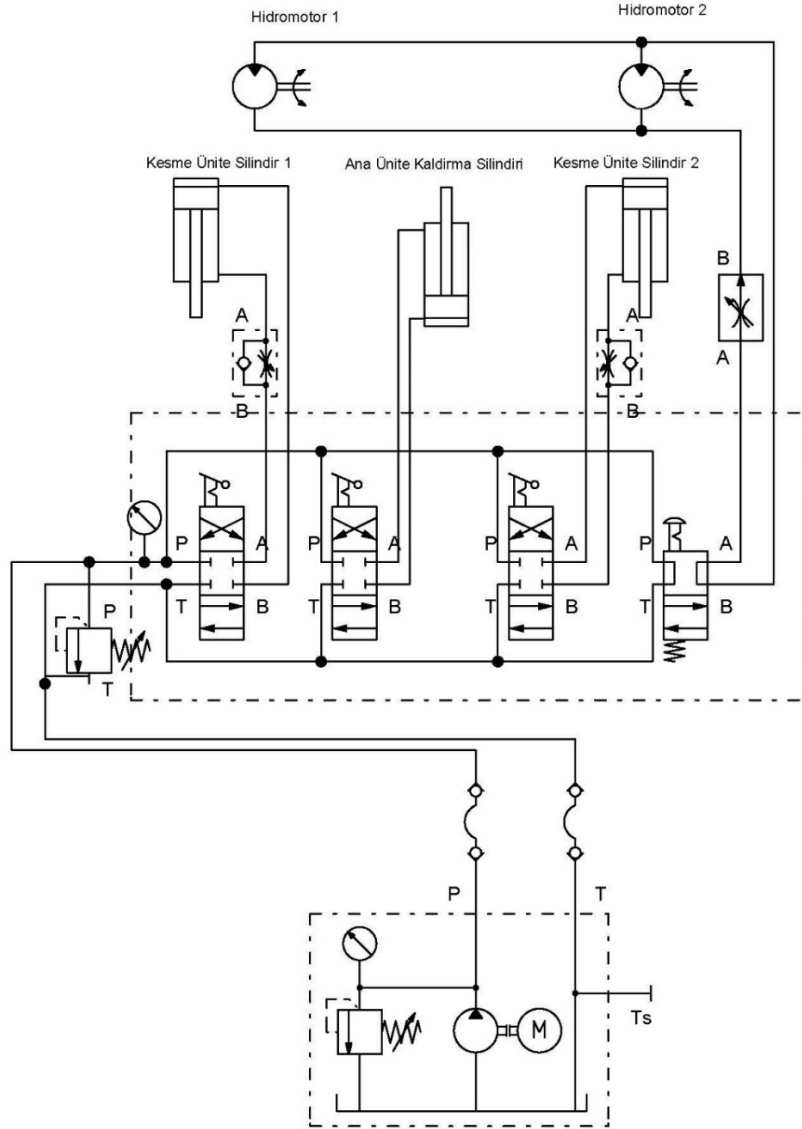 Hidromotor 1
Hidromotor 2
Kesme Ünite Silindir 1
Ana Ünite Kaldirma Silindiri
Kesme Ünite Silindir 2
B
A
A
A
B
B
P
A
P
A
P
A
P
A
T
B
T
B
T
B
T
B
P
T
P
T
M
Ts